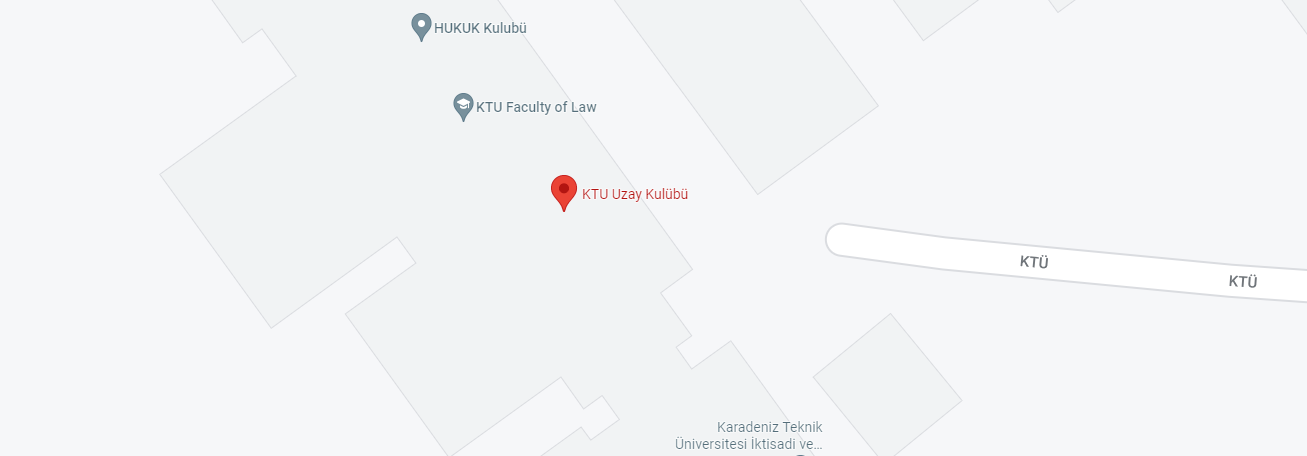 HUKUK Kulubü
KTU Faculty of Law
KTU Uzay Kulübü
KTÜ
KTÜ
Karadeniz Teknik
Üniversitesi İktisadi ve...